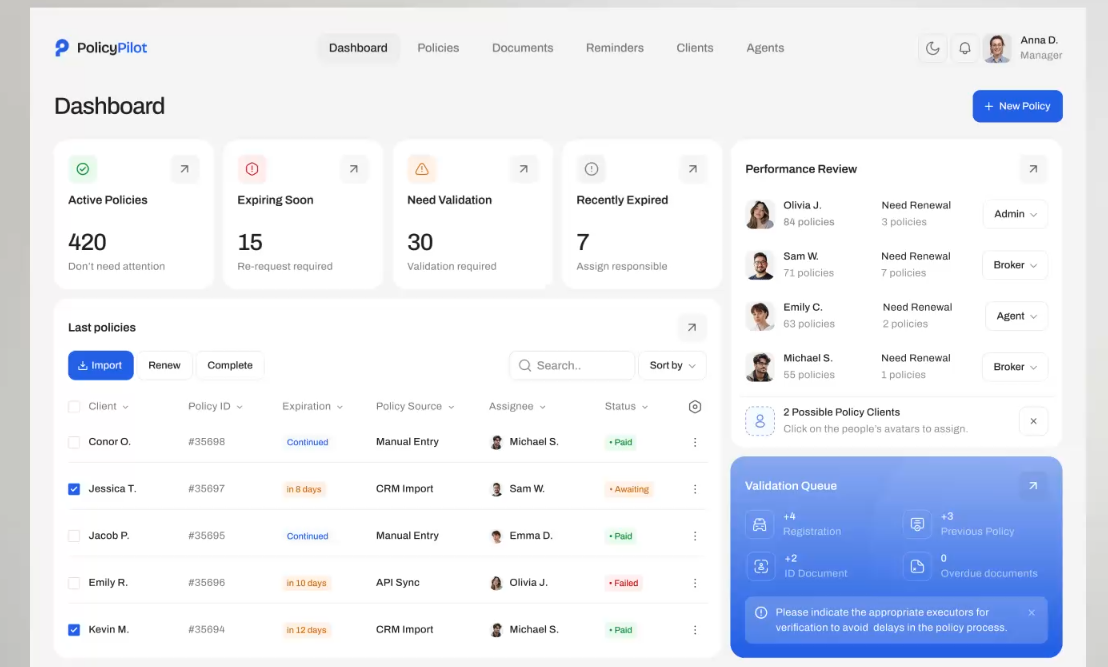 PolicyPilot
Dashboard Policies Documents Reminders Clients Agents
Anna D.
Manager
Dashboard
+ New Policy
Active Policies
420
Don't need attention
Expiring Soon
15
Re-request required
Need Validation
30
Validation required
Recently Expired
7
Assign responsible
Performance Review
Olivia J. Need Renewal Admin
84 policies 3 policies
Sam W. Need Renewal Broker
71 policies 7 policies
Emily C. Need Renewal Agent
63 policies 2 policies
Michael S. Need Renewal Broker
55 policies 1 policies
2 Possible Policy Clients
Click on the people's avatars to assign.
Last policies
Import Renew Complete Search.. Sort by
Client Policy ID Expiration Policy Source Assignee Status
Conor O. #35698 Continued Manual Entry Michael S. • Paid
Jessica T. #35697 in 8 days CRM Import Sam W. • Awaiting
Jacob P. #35695 Continued Manual Entry Emma D. • Paid
Emily R. #35696 in 10 days API Sync Olivia J. • Failed
Kevin M. #35694 in 12 days CRM Import Michael S. • Paid
Validation Queue
+4 +3
Registration Previous Policy
+2 0
ID Document Overdue documents
Please indicate the appropriate executors for
verification to avoid delays in the policy process.